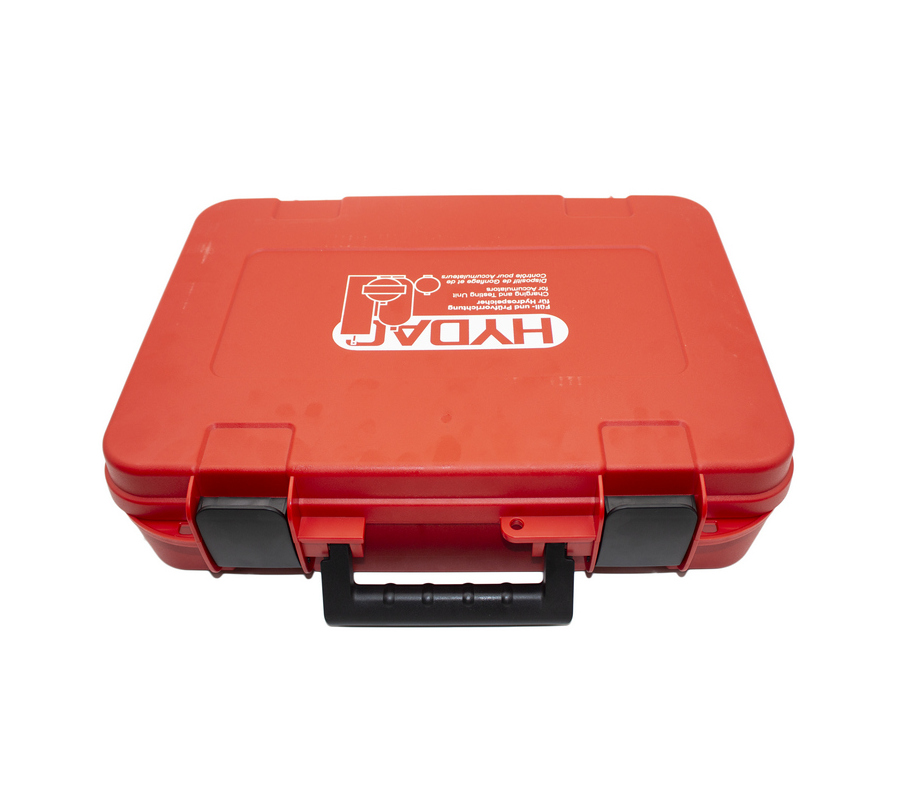 HYDAC
Füll- und Prüfvorrichtung
für Hydrospeicher
Charging and Testing Unit
for Accumulators
Dispositif de Gonflage et de
Contrôle pour Accumulateurs